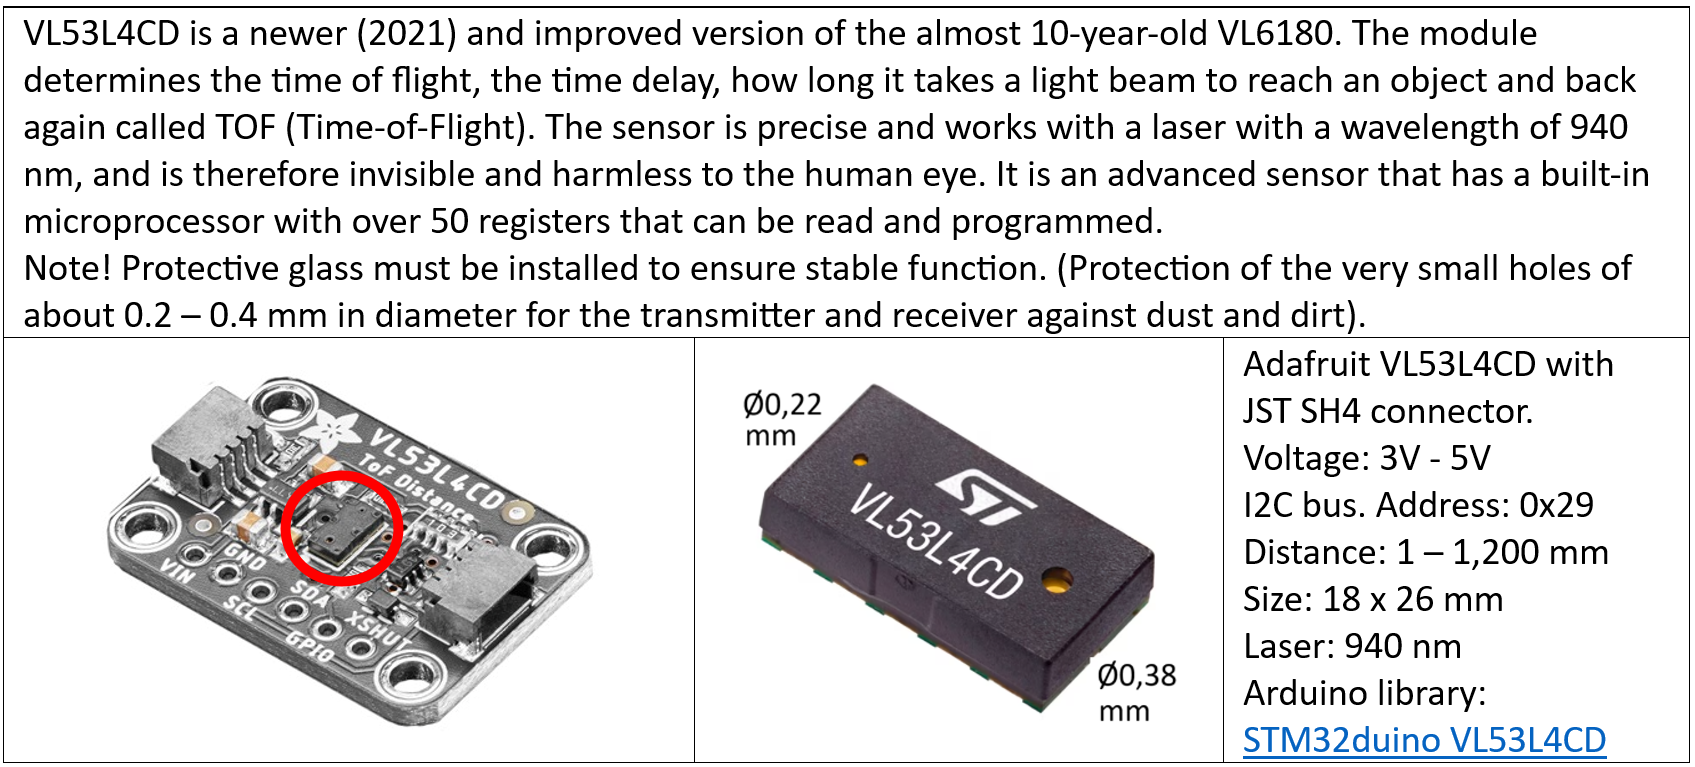 VL53L4CD is a newer (2021) and improved version of the almost 10-year-old VL6180. The module
determines the time of flight, the time delay, how long it takes a light beam to reach an object and back
again called TOF (Time-of-Flight). The sensor is precise and works with a laser with a wavelength of 940
nm, and is therefore invisible and harmless to the human eye. It is an advanced sensor that has a built-in
microprocessor with over 50 registers that can be read and programmed.
Note! Protective glass must be installed to ensure stable function. (Protection of the very small holes of
about 0.2 – 0.4 mm in diameter for the transmitter and receiver against dust and dirt).
VL53L4CD
ToF Distance
VIN
GND
SCL
SDA
GPIO
XSHUT
Ø0,22
mm
ST
VL53L4CD
Ø0,38
mm
Adafruit VL53L4CD with
JST SH4 connector.
Voltage: 3V - 5V
I2C bus. Address: 0x29
Distance: 1 – 1,200 mm
Size: 18 x 26 mm
Laser: 940 nm
Arduino library:
STM32duino VL53L4CD